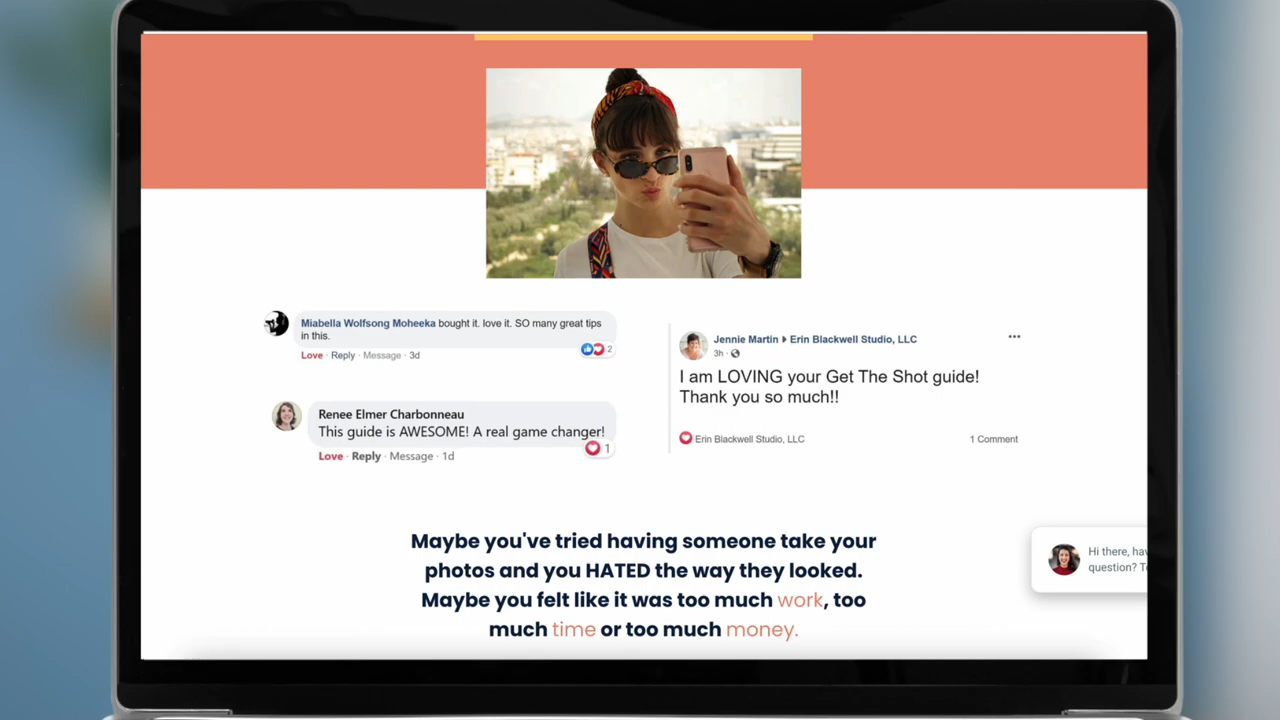 Miabella Wolfsong Moheeka bought it. love it. SO many great tips
in this.
Love · Reply · Message · 3d
2
Renee Elmer Charbonneau
This guide is AWESOME! A real game changer!
1
Love · Reply · Message · 1d
Jennie Martin Erin Blackwell Studio, LLC
3h ·
I am LOVING your Get The Shot guide!
Thank you so much!!
Erin Blackwell Studio, LLC
1 Comment
Maybe you've tried having someone take your
photos and you HATED the way they looked.
Maybe you felt like it was too much work, too
much time or too much money.
Hi there,
question?